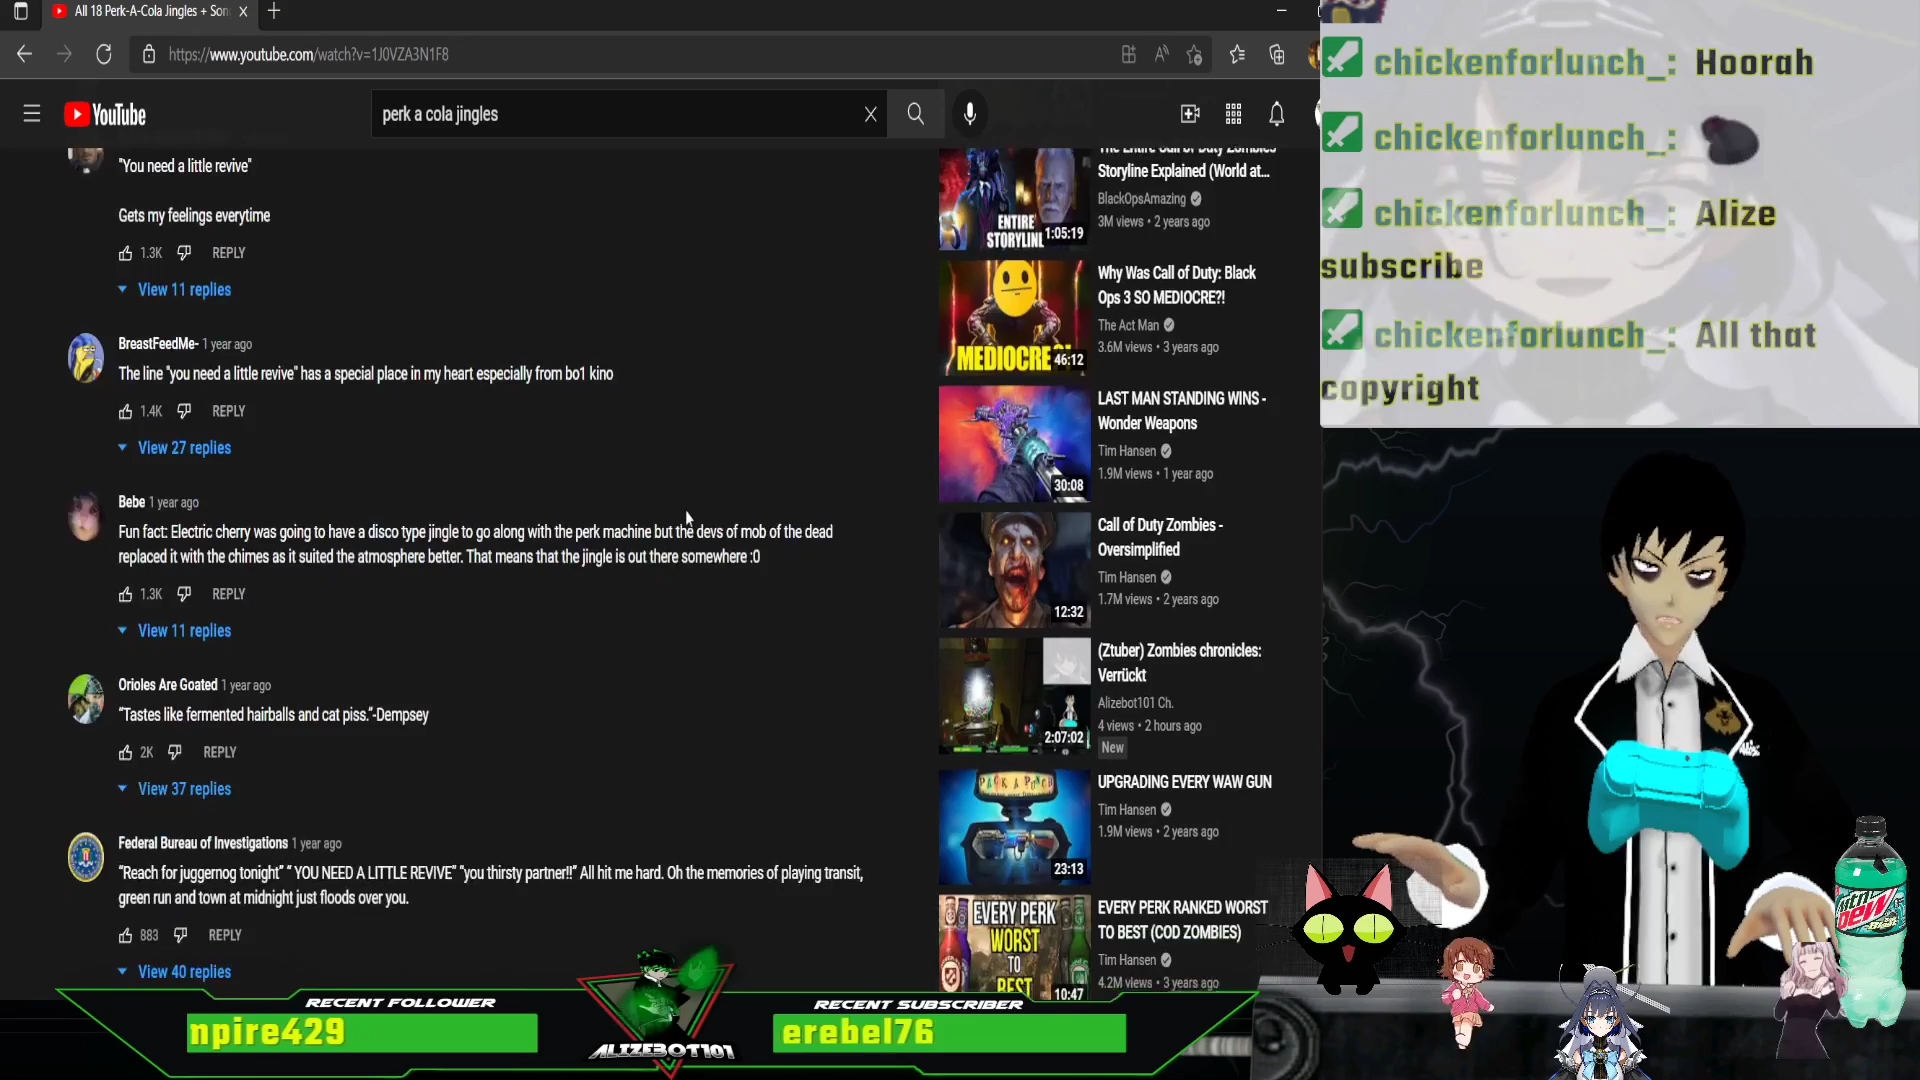 All 18 Perk-A-Cola Jingles + Son
https://www.youtube.com/watch?v=1J0VZA3N1F8
YouTube
perk a cola jingles
"You need a little revive"
Gets my feelings everytime
1.3K REPLY
View 11 replies
BreastFeedMe- 1 year ago
The line "you need a little revive" has a special place in my heart especially from bo1 kino
1.4K REPLY
View 27 replies
Bebe 1 year ago
Fun fact: Electric cherry was going to have a disco type jingle to go along with the perk machine but the devs of mob of the dead
replaced it with the chimes as it suited the atmosphere better. That means that the jingle is out there somewhere :0
1.3K REPLY
View 11 replies
Orioles Are Goated 1 year ago
“Tastes like fermented hairballs and cat piss.”-Dempsey
2K REPLY
View 37 replies
Federal Bureau of Investigations 1 year ago
“Reach for juggernog tonight” “ YOU NEED A LITTLE REVIVE” “you thirsty partner!!” All hit me hard. Oh the memories of playing transit,
green run and town at midnight just floods over you.
883 REPLY
View 40 replies
The Entire Call of Duty Zombies
Storyline Explained (World at...
BlackOpsAmazing
3M views • 2 years ago
ENTIRE
STORYLINE
1:05:19
Why Was Call of Duty: Black
Ops 3 SO MEDIOCRE?!
The Act Man
3.6M views • 3 years ago
MEDIOCRE
46:12
LAST MAN STANDING WINS -
Wonder Weapons
Tim Hansen
1.9M views • 1 year ago
30:08
Call of Duty Zombies -
Oversimplified
Tim Hansen
1.7M views • 2 years ago
12:32
(Ztuber) Zombies chronicles:
Verrückt
Alizebot101 Ch.
4 views • 2 hours ago
New
2:07:02
UPGRADING EVERY WAW GUN
Tim Hansen
1.9M views • 2 years ago
PACK A PUNCH
23:13
EVERY PERK RANKED WORST
TO BEST (COD ZOMBIES)
Tim Hansen
4.2M views • 3 years ago
EVERY PERK
WORST
TO
BEST
10:47
chickenforlunch_: Hoorah
chickenforlunch_:
chickenforlunch_: Alize
subscribe
chickenforlunch_: All that
copyright
RECENT FOLLOWER
npire429
ALIZEBOT101
RECENT SUBSCRIBER
erebel76
MTN
DEW